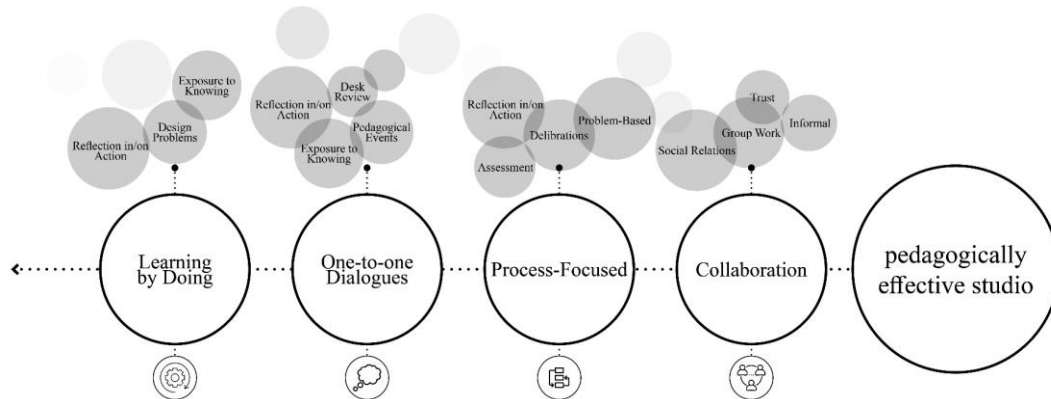 Exposure to
Knowing
Design
Problems
Reflection in/on
Action
Learning
by Doing
Desk
Review
Reflection in/on
Action
Pedagogical
Events
Exposure to
Knowing
One-to-one
Dialogues
Reflection in/on
Action
Problem-Based
Delibrations
Assessment
Process-Focused
Trust
Informal
Group Work
Social Relations
Collaboration
pedagogically
effective studio